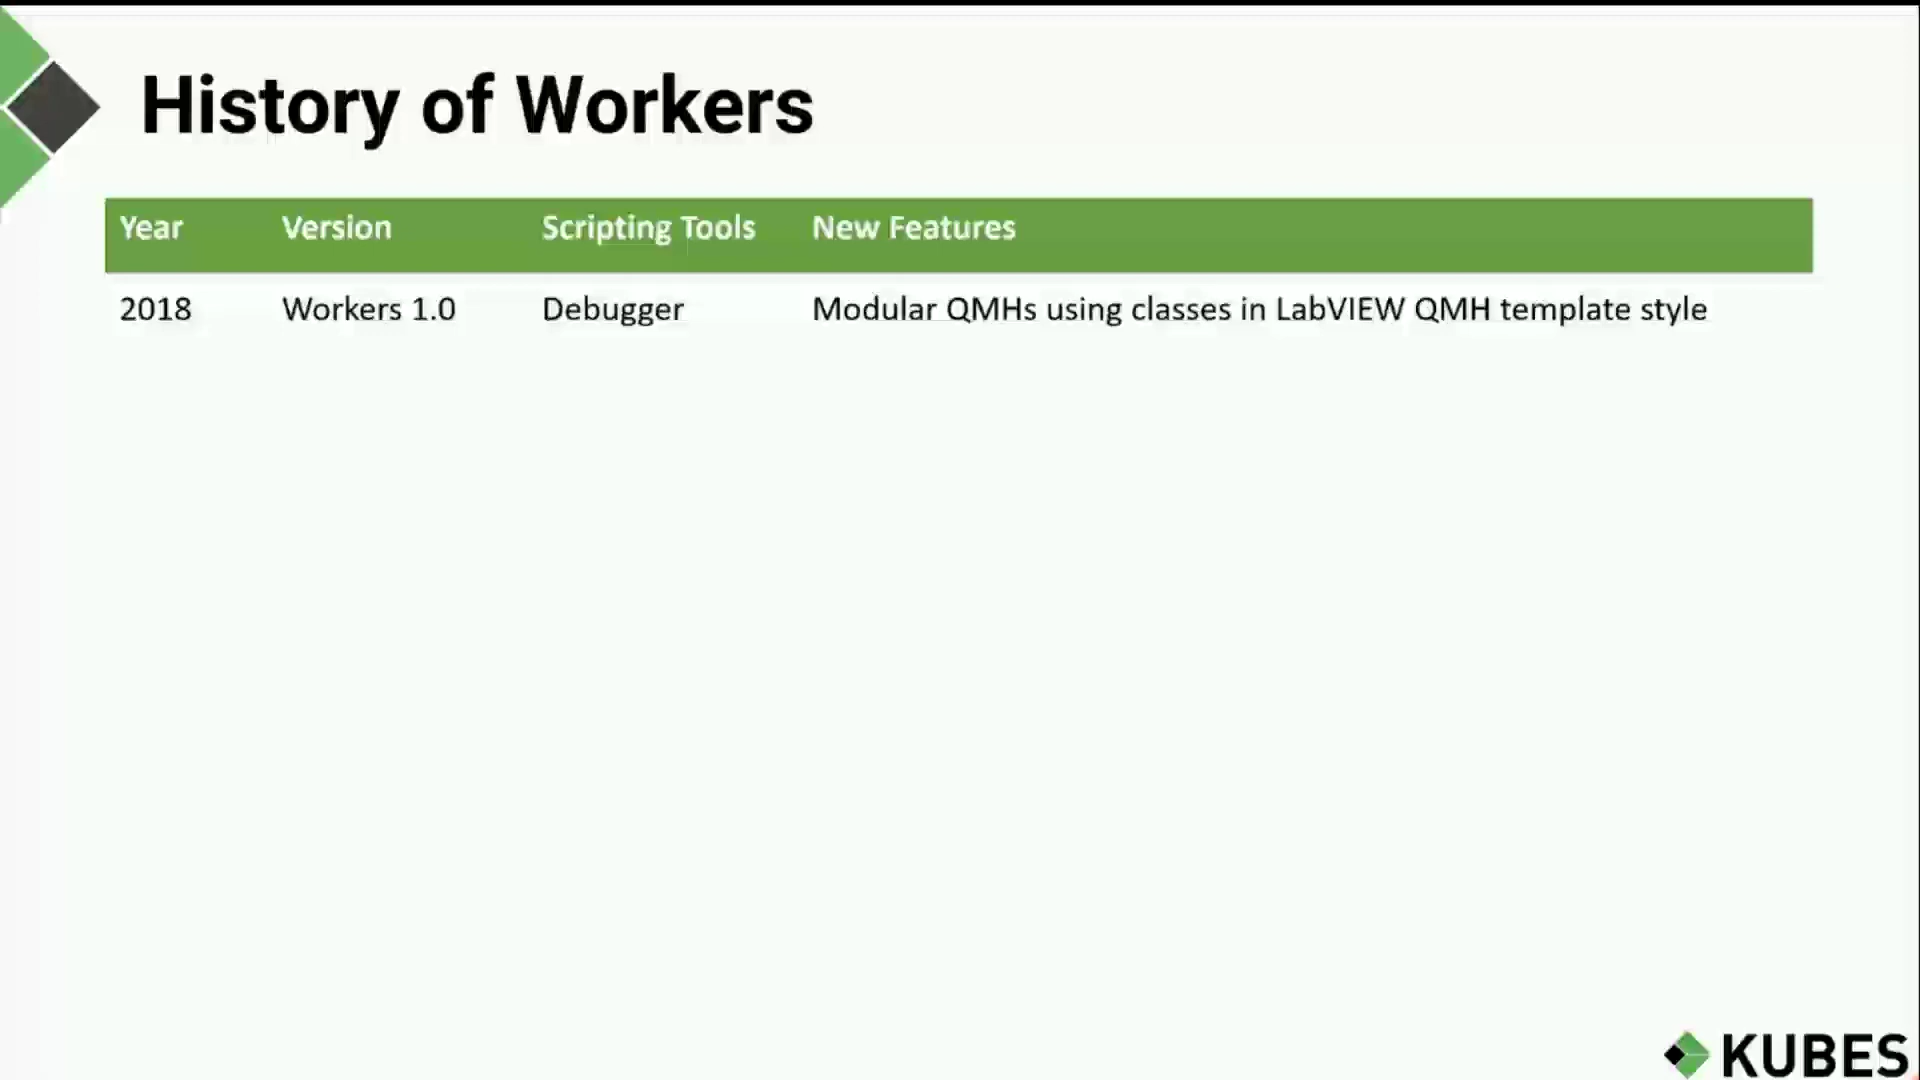 History of Workers
Year Version Scripting Tools New Features
2018 Workers 1.0 Debugger Modular QMHs using classes in LabVIEW QMH template style
KUBES